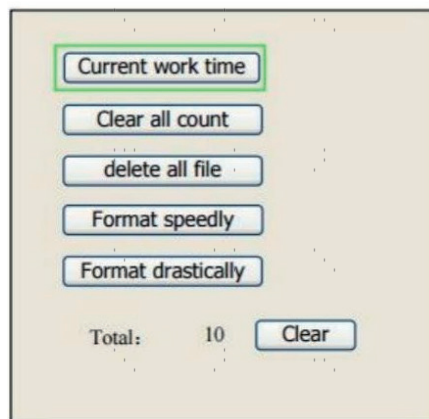 Current work time
Clear all count
delete all file
Format speedly
Format drastically
Total: 10 Clear